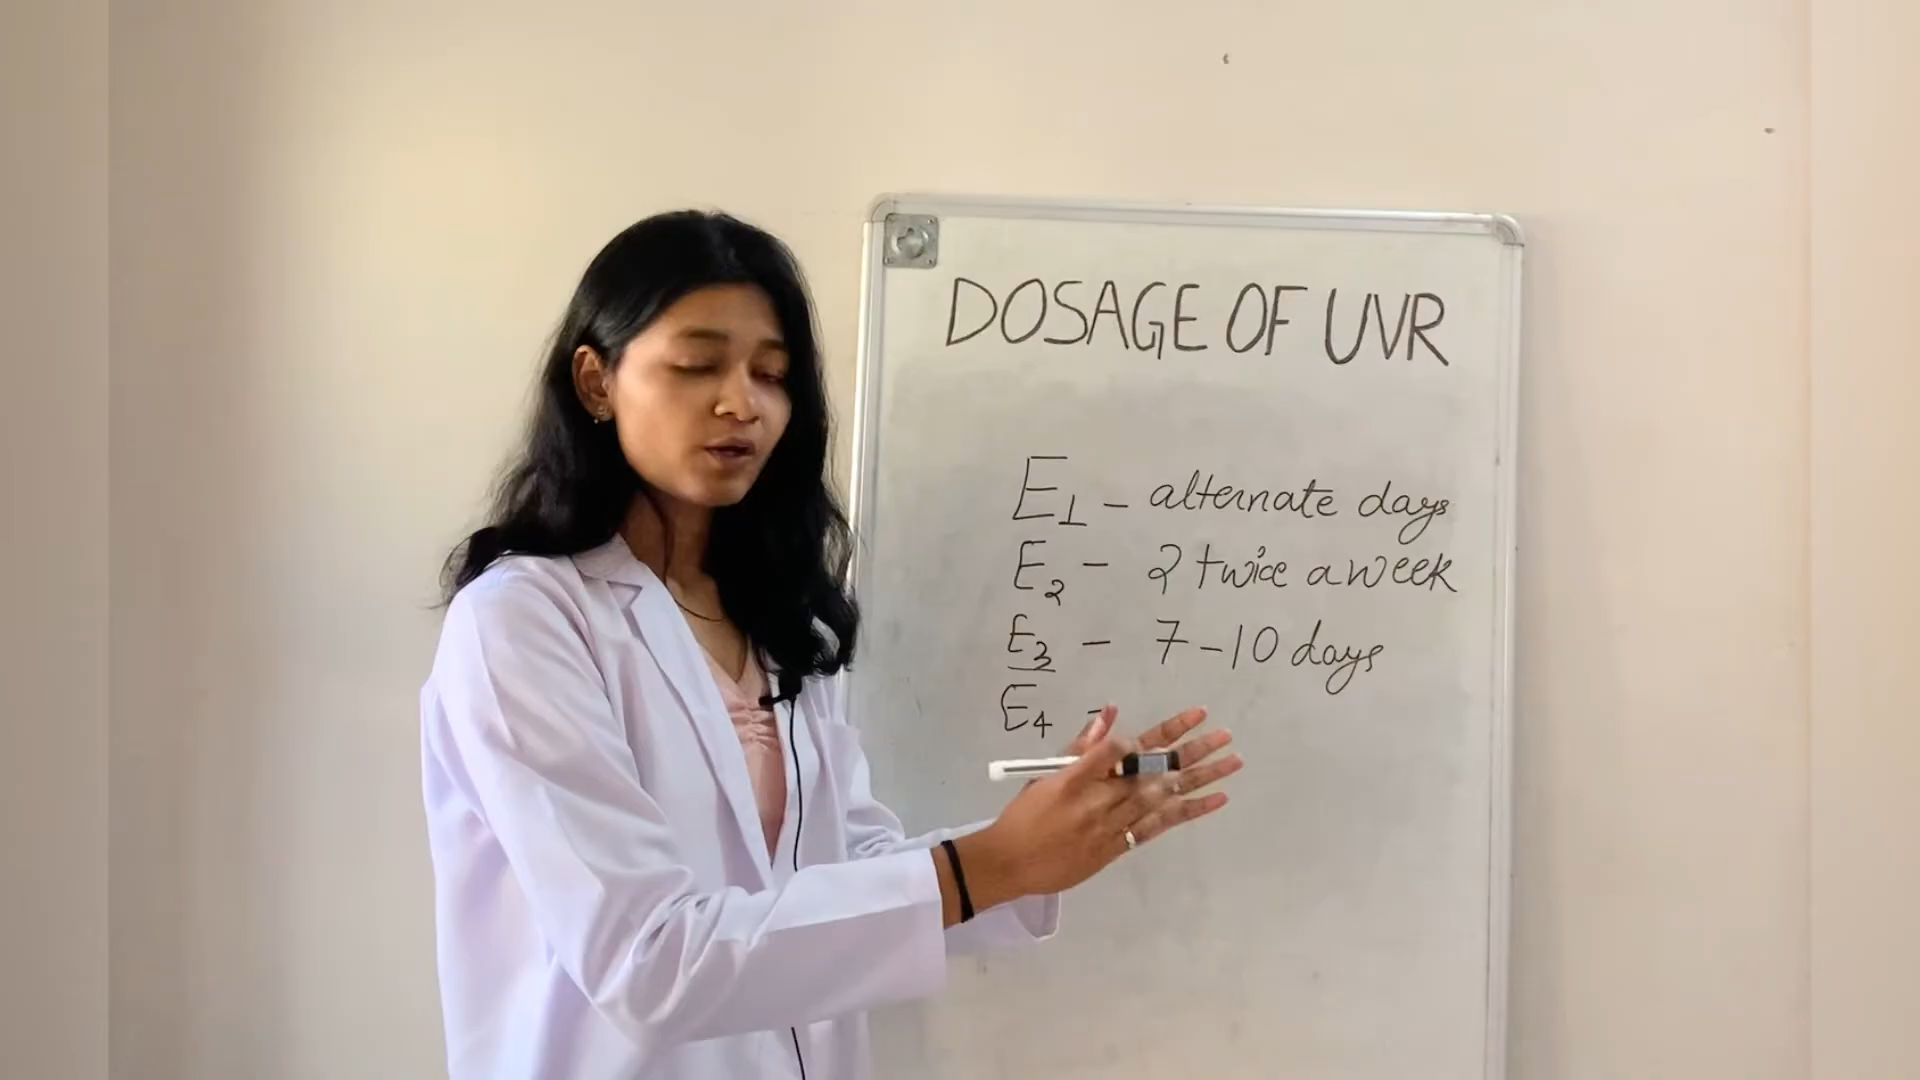 DOSAGE OF UVR
E1 - alternate days
E2 - 2 twice a week
E3 - 7-10 days
E4 -